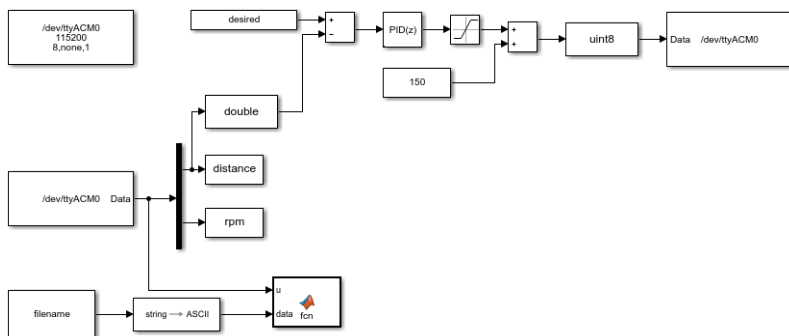 /dev/ttyACM0
115200
8,none,1
desired
+
−
PID(z)
+
+
uint8
Data /dev/ttyACM0
150
double
distance
/dev/ttyACM0 Data
rpm
filename
string → ASCII
u
data
fcn